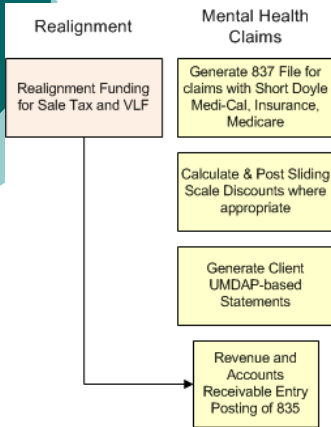 Realignment
Mental Health
Claims
Realignment Funding
for Sale Tax and VLF
Generate 837 File for
claims with Short Doyle
Medi-Cal, Insurance,
Medicare
Calculate & Post Sliding
Scale Discounts where
appropriate
Generate Client
UMDAP-based
Statements
Revenue and
Accounts
Receivable Entry
Posting of 835